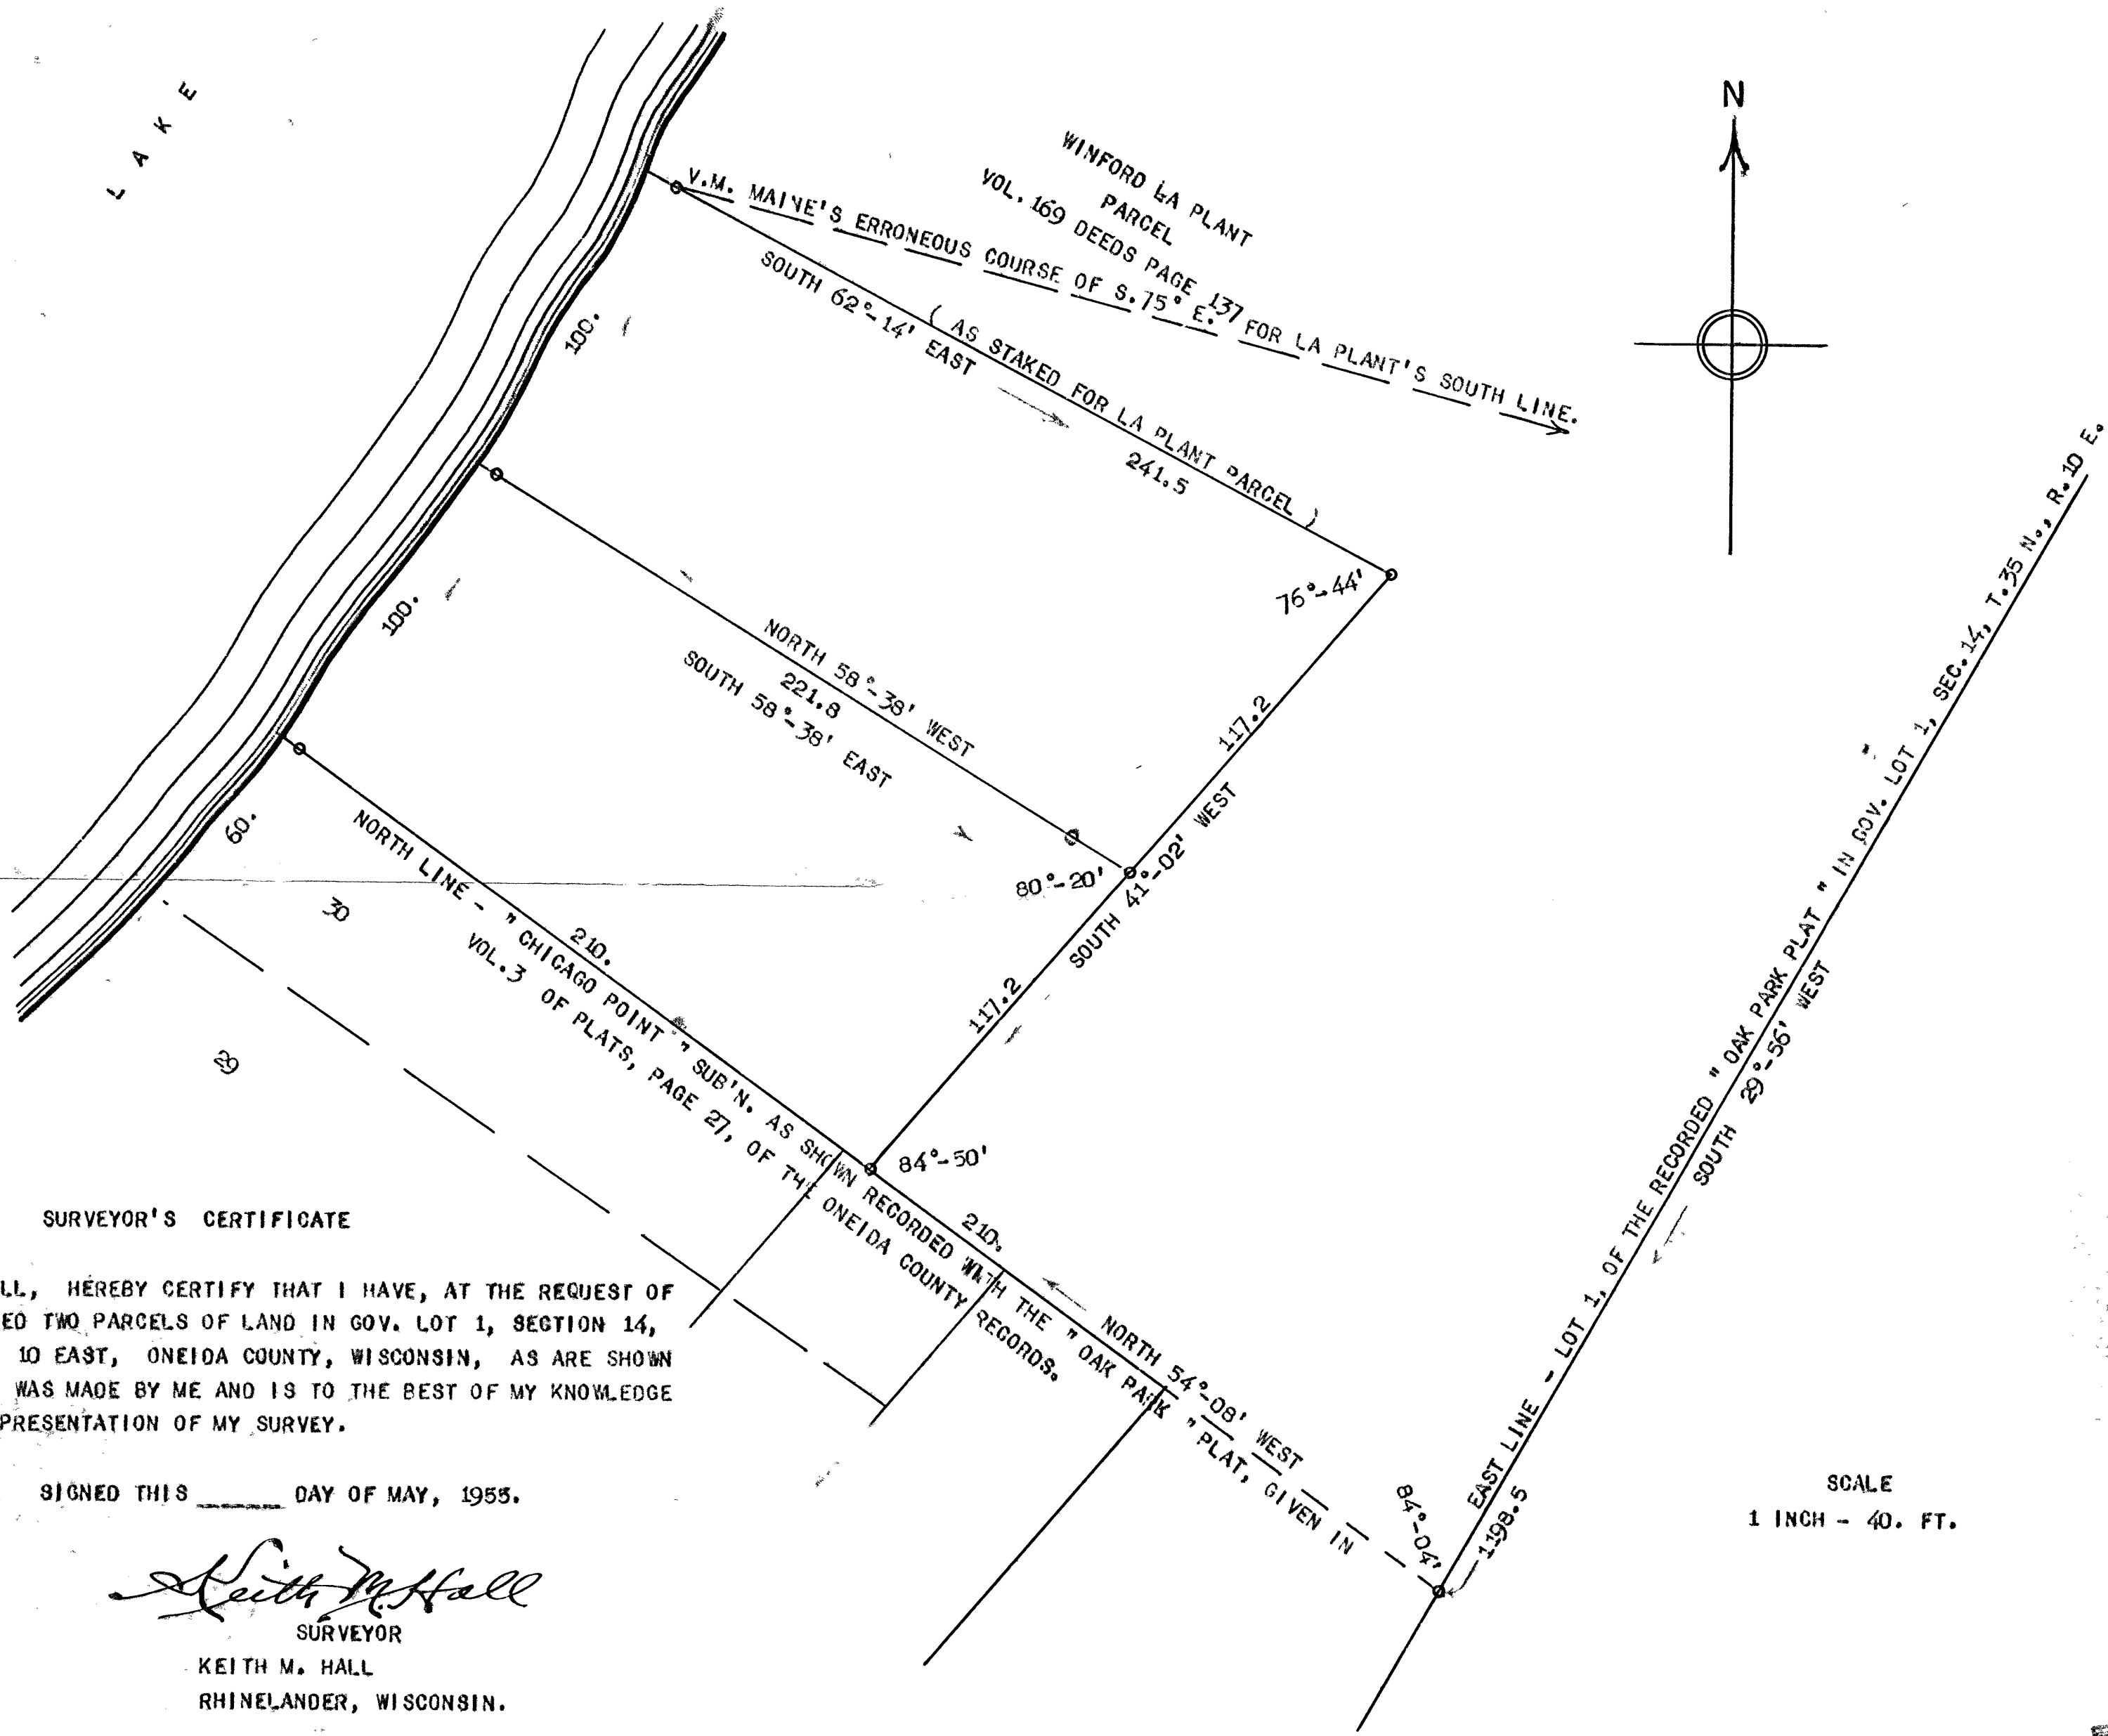 LAKE
N
WINFORD LA PLANT
PARCEL
VOL. 169 DEEDS PAGE 137
V.M. MAINE'S ERRONEOUS COURSE OF S.75° E. FOR LA PLANT'S SOUTH LINE.
( AS STAKED FOR LA PLANT PARCEL )
SOUTH 62°-14' EAST
241.5
100.
76°-44'
NORTH 58°-38' WEST
221.8
SOUTH 58°-38' EAST
100.
117.2
80°-20'
SOUTH 41°-02' WEST
117.2
60.
30
29
210.
NORTH LINE - " CHICAGO POINT " SUB'N. AS SHOWN RECORDED WITH THE " OAK PARK " PLAT, GIVEN IN
VOL.3 OF PLATS, PAGE 27, OF THE ONEIDA COUNTY RECORDS.
84°-50'
210.
NORTH 54°-08' WEST
84°-04'
1198.5
EAST LINE - LOT 1, OF THE RECORDED " OAK PARK PLAT " IN GOV. LOT 1, SEC.14, T.35 N., R.10 E.
SOUTH 29°-56' WEST
SURVEYOR'S CERTIFICATE
LL, HEREBY CERTIFY THAT I HAVE, AT THE REQUEST OF
ED TWO PARCELS OF LAND IN GOV. LOT 1, SECTION 14,
10 EAST, ONEIDA COUNTY, WISCONSIN, AS ARE SHOWN
WAS MADE BY ME AND IS TO THE BEST OF MY KNOWLEDGE
PRESENTATION OF MY SURVEY.
SIGNED THIS _____ DAY OF MAY, 1955.
Keith M. Hall
SURVEYOR
KEITH M. HALL
RHINELANDER, WISCONSIN.
SCALE
1 INCH - 40. FT.